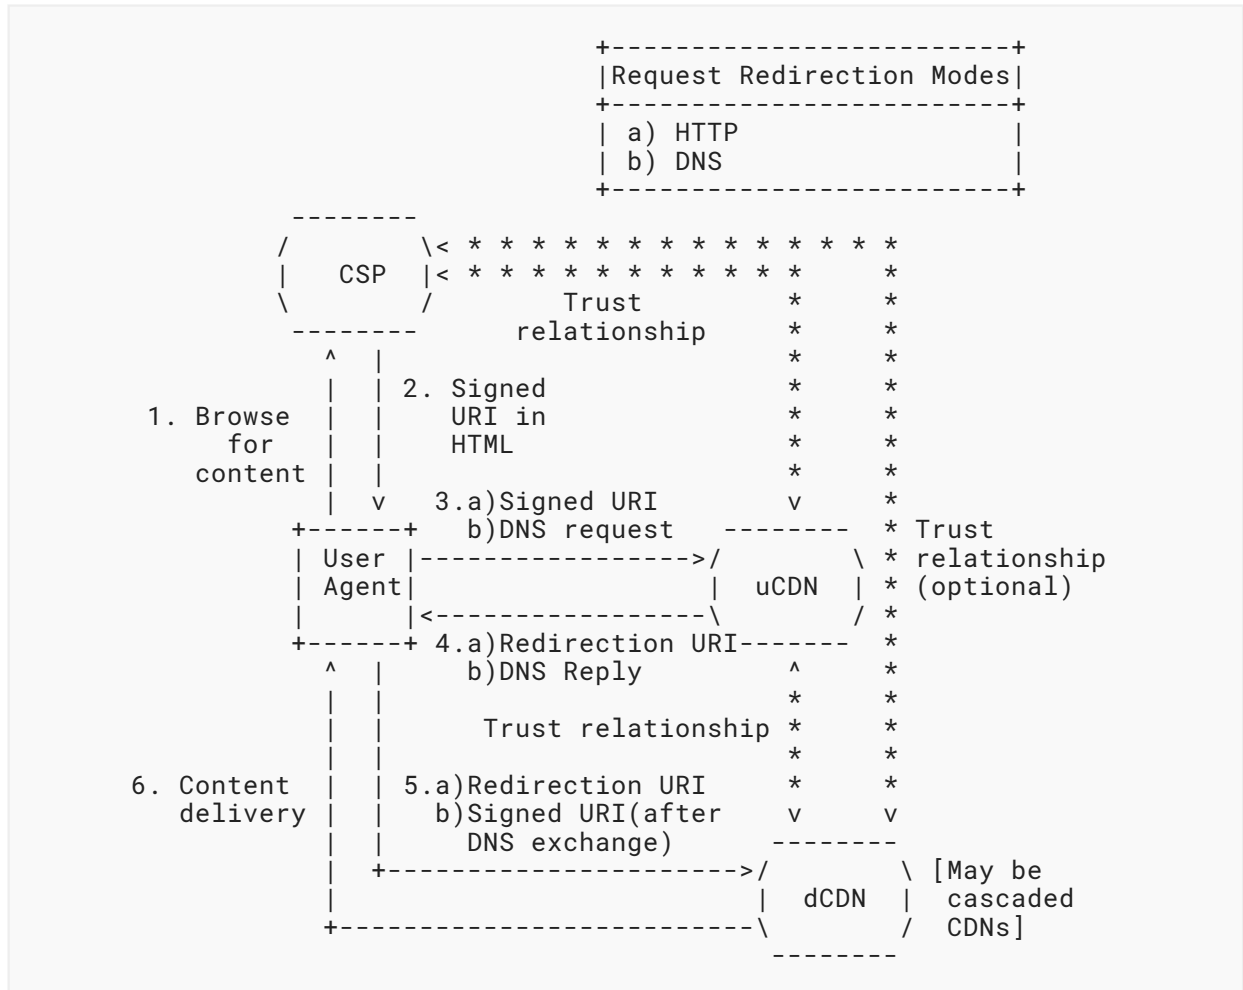 +--------------------------+
|Request Redirection Modes|
+--------------------------+
| a) HTTP                  |
| b) DNS                   |
+--------------------------+
--------
/        \< * * * * * * * * * * * * * *
|   CSP  |< * * * * * * * * * * *     *
\        /        Trust         *     *
--------      relationship     *     *
^  |                         *     *
|  | 2. Signed               *     *
1. Browse  |  |    URI in               *     *
for   |  |    HTML                 *     *
content |  |                         *     *
|  v   3.a)Signed URI        v     *
+------+   b)DNS request   --------  * Trust
| User |----------------->/        \ * relationship
| Agent|                  |  uCDN  | * (optional)
|      |<-----------------\        / *
+------+ 4.a)Redirection URI-------  *
^  |     b)DNS Reply         ^     *
|  |                         *     *
|  |      Trust relationship *     *
|  |                         *     *
6. Content  |  | 5.a)Redirection URI     *     *
delivery |  |   b)Signed URI(after    v     v
|  |     DNS exchange)      --------
|  +---------------------->/        \ [May be
|                          |  dCDN  |  cascaded
+--------------------------\        /  CDNs]
--------